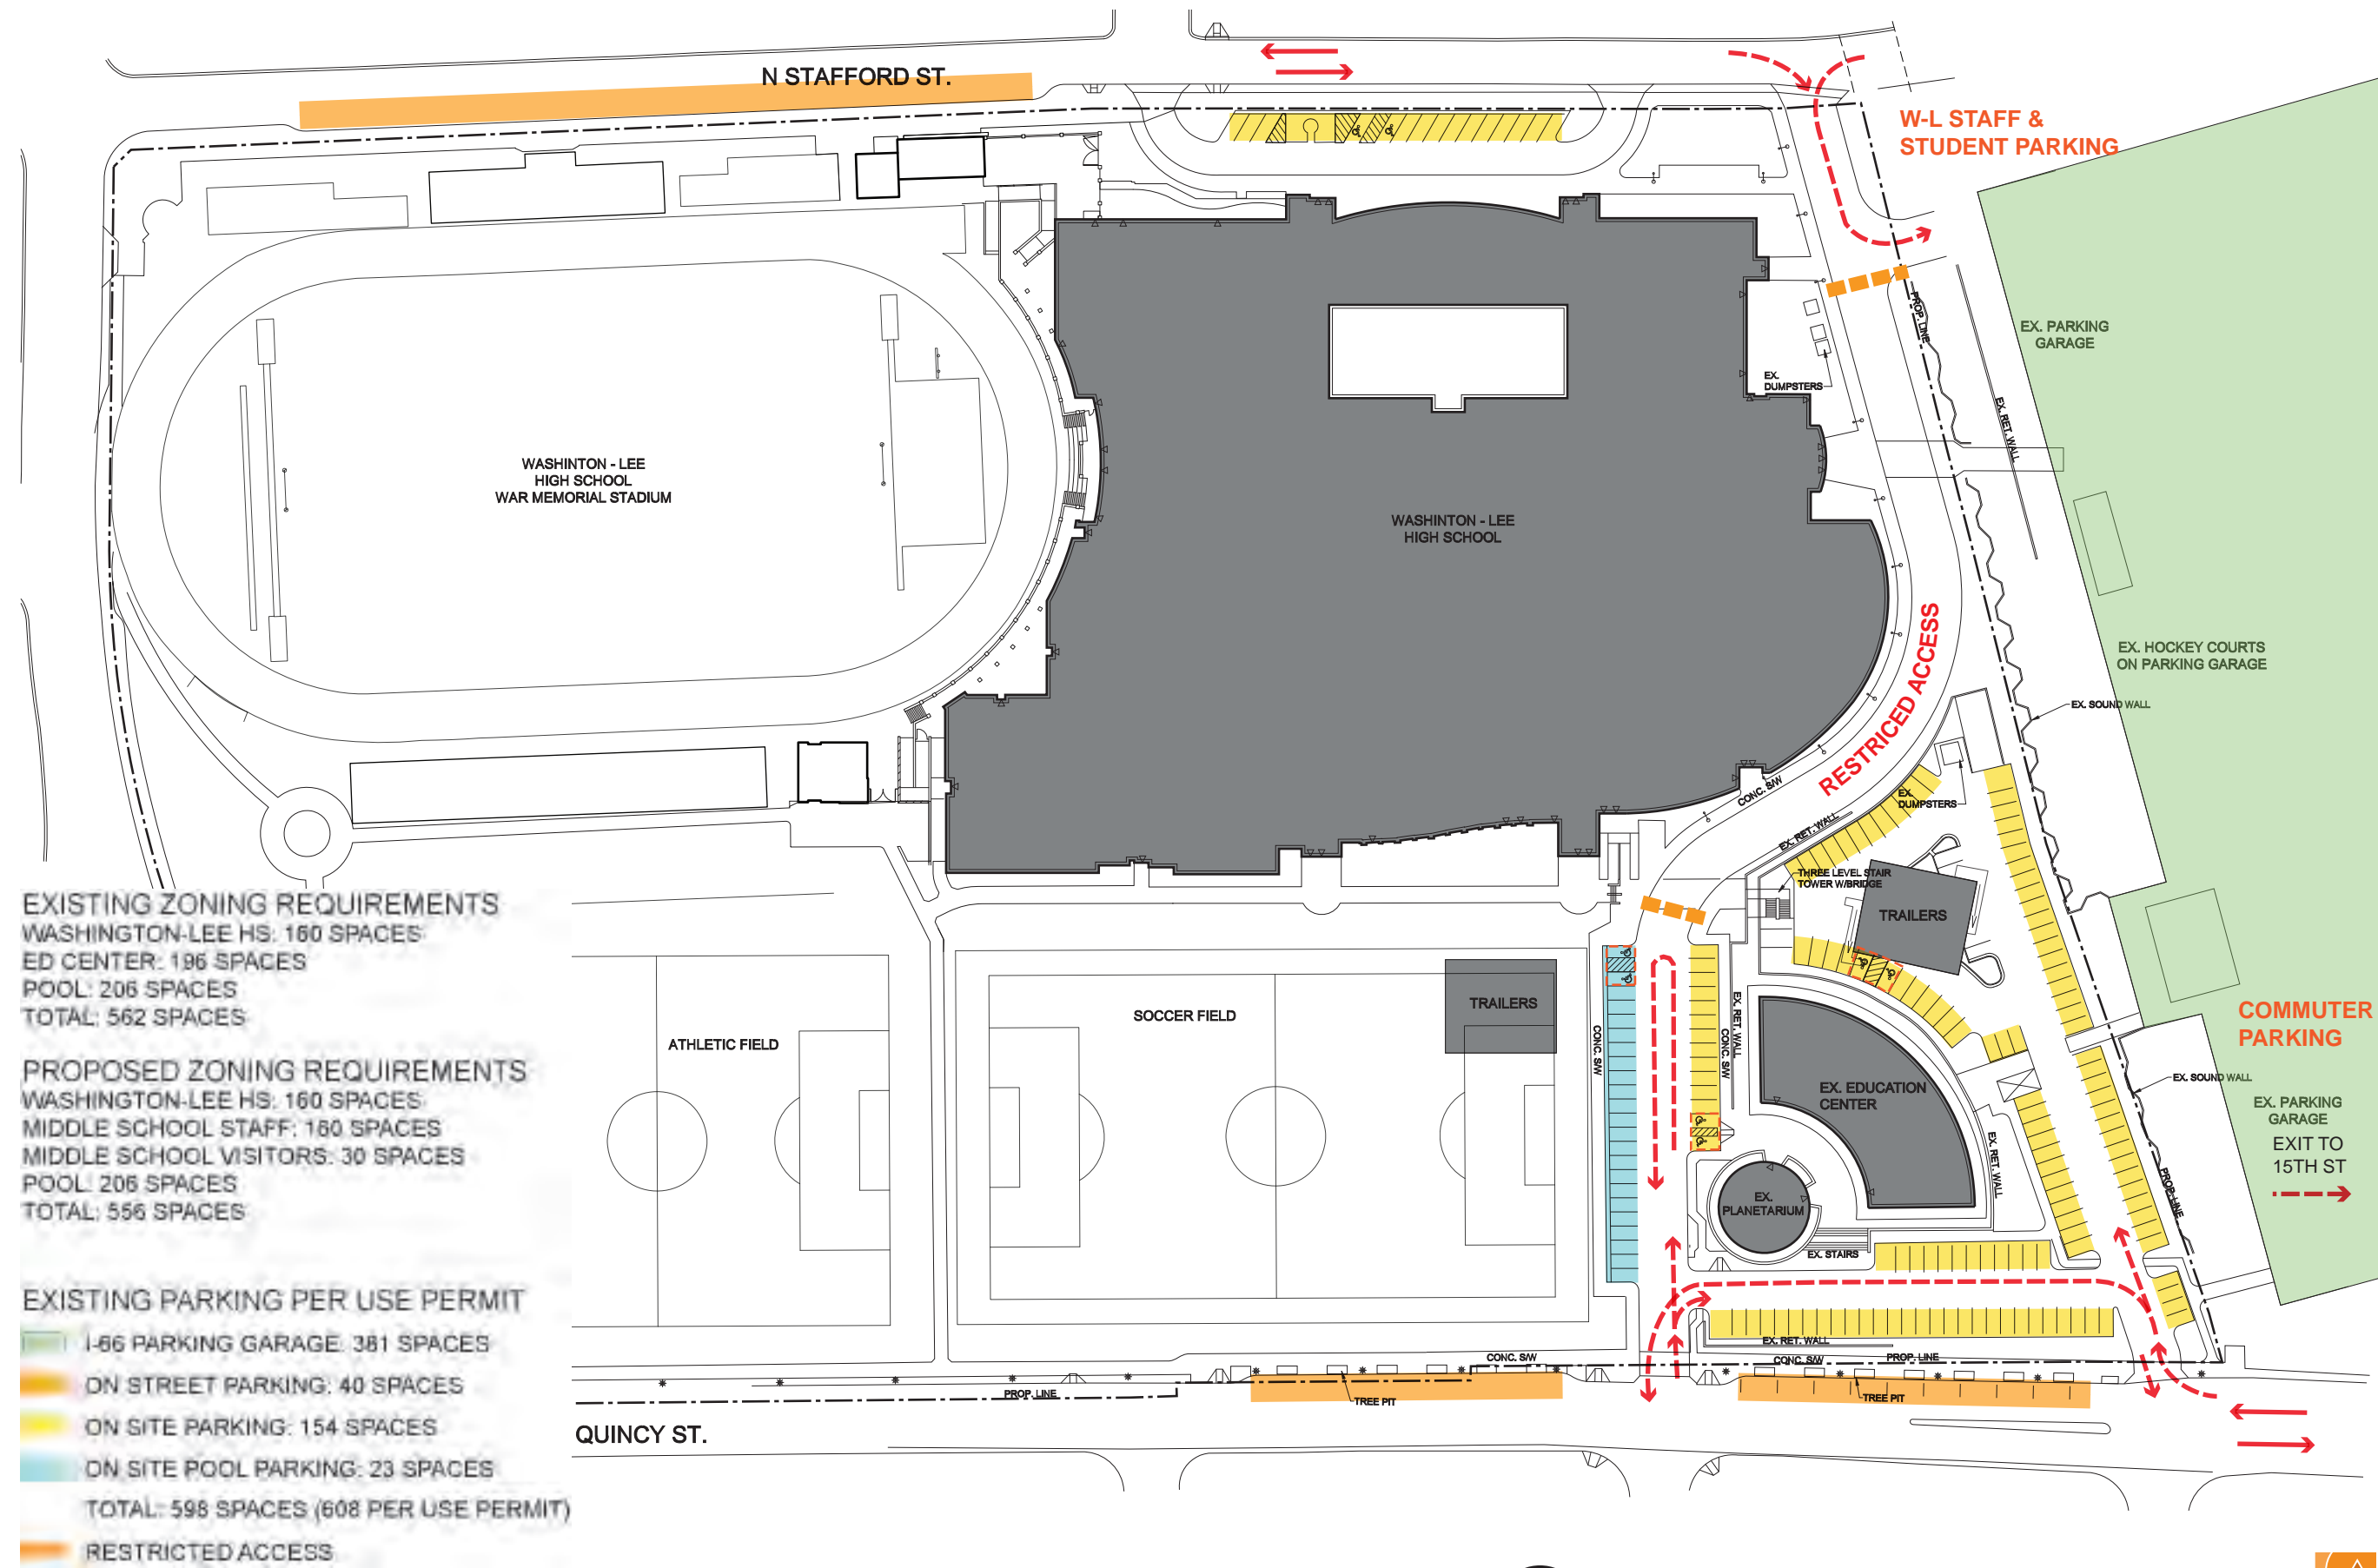 N STAFFORD ST.
W-L STAFF &
STUDENT PARKING
PROP. LINE
EX. PARKING
GARAGE
EX.
DUMPSTERS
EX. RET. WALL
WASHINTON - LEE
HIGH SCHOOL
WAR MEMORIAL STADIUM
WASHINTON - LEE
HIGH SCHOOL
RESTRICED ACCESS
EX. HOCKEY COURTS
ON PARKING GARAGE
EX. SOUND WALL
CONC. S/W
EX.
DUMPSTERS
EX. RET. WALL
THREE LEVEL STAIR
TOWER W/BRIDGE
TRAILERS
EXISTING ZONING REQUIREMENTS
WASHINGTON-LEE HS: 160 SPACES
ED CENTER: 196 SPACES
POOL: 206 SPACES
TOTAL: 562 SPACES
PROPOSED ZONING REQUIREMENTS
WASHINGTON-LEE HS: 160 SPACES
MIDDLE SCHOOL STAFF: 160 SPACES
MIDDLE SCHOOL VISITORS: 30 SPACES
POOL: 206 SPACES
TOTAL: 556 SPACES
EXISTING PARKING PER USE PERMIT
I-66 PARKING GARAGE: 381 SPACES
ON STREET PARKING: 40 SPACES
ON SITE PARKING: 154 SPACES
ON SITE POOL PARKING: 23 SPACES
TOTAL: 598 SPACES (608 PER USE PERMIT)
RESTRICTED ACCESS
ATHLETIC FIELD
SOCCER FIELD
TRAILERS
CONC. S/W
EX. RET. WALL
CONC. S/W
EX. EDUCATION
CENTER
EX.
PLANETARIUM
EX. STAIRS
EX. RET. WALL
COMMUTER
PARKING
EX. SOUND WALL
EX. PARKING
GARAGE
EXIT TO
15TH ST
PROP. LINE
EX. RET. WALL
CONC. S/W
CONC. S/W
PROP. LINE
PROP. LINE
TREE PIT
TREE PIT
QUINCY ST.